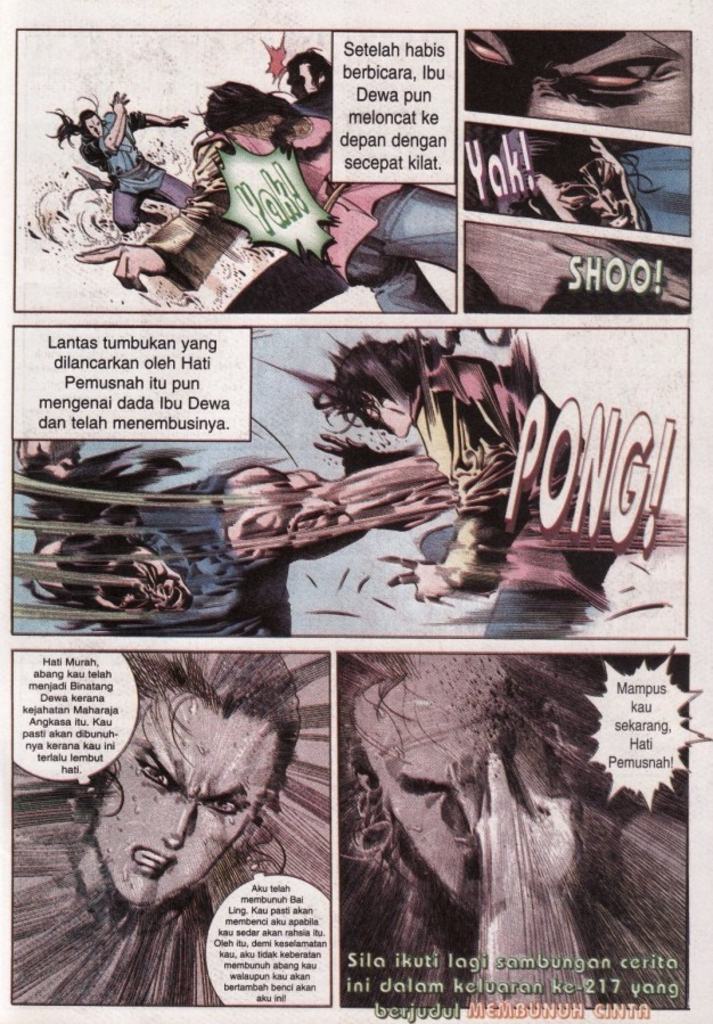 Setelah habis
berbicara, Ibu
Dewa pun
meloncat ke
depan dengan
secepat kilat.
Yah!
Yak!
SHOO!
Lantas tumbukan yang
dilancarkan oleh Hati
Pemusnah itu pun
mengenai dada Ibu Dewa
dan telah menembusinya.
PONG!
Hati Murah,
abang kau telah
menjadi Binatang
Dewa kerana
kejahatan Maharaja
Angkasa itu. Kau
pasti akan dibunuh-
nya kerana kau ini
terlalu lembut
hati.
Aku telah
membunuh Bai
Ling. Kau pasti akan
membenci aku apabila
kau sedar akan rahsia itu.
Oleh itu, demi keselamatan
kau, aku tidak keberatan
membunuh abang kau
walaupun kau akan
bertambah benci akan
aku ini!
Mampus
kau
sekarang,
Hati
Pemusnah!
Sila ikuti lagi sambungan cerita
ini dalam keluaran ke-217 yang
berjudul MEMBUNUH CINTA